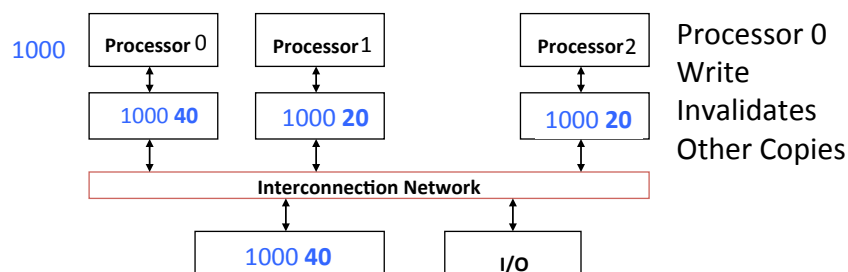 1000
Processor 0
Processor 1
Processor 2
1000 40
1000 20
1000 20
Interconnection Network
1000 40
I/O
Processor 0
Write
Invalidates
Other Copies